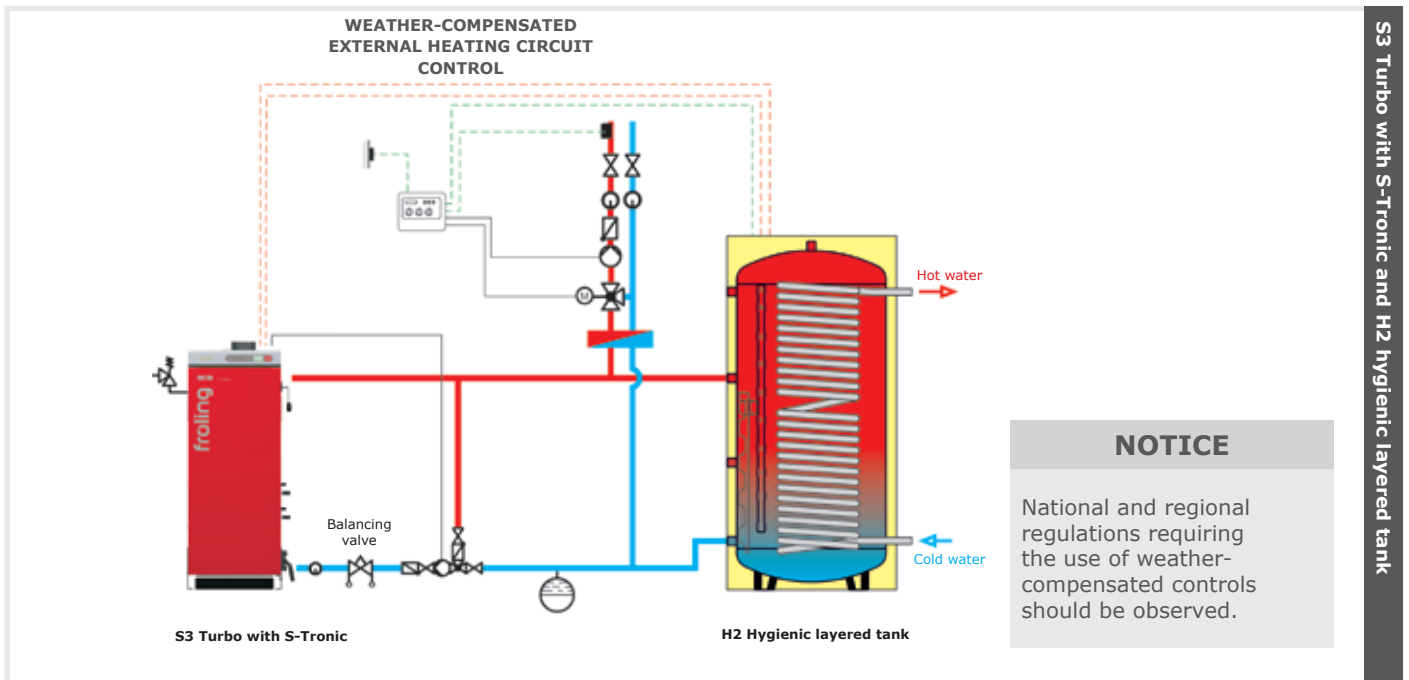 WEATHER-COMPENSATED
EXTERNAL HEATING CIRCUIT
CONTROL
M
Hot water
froling
Balancing
valve
Cold water
S3 Turbo with S-Tronic
H2 Hygienic layered tank
NOTICE
National and regional
regulations requiring
the use of weather-
compensated controls
should be observed.
S3 Turbo with S-Tronic and H2 hygienic layered tank